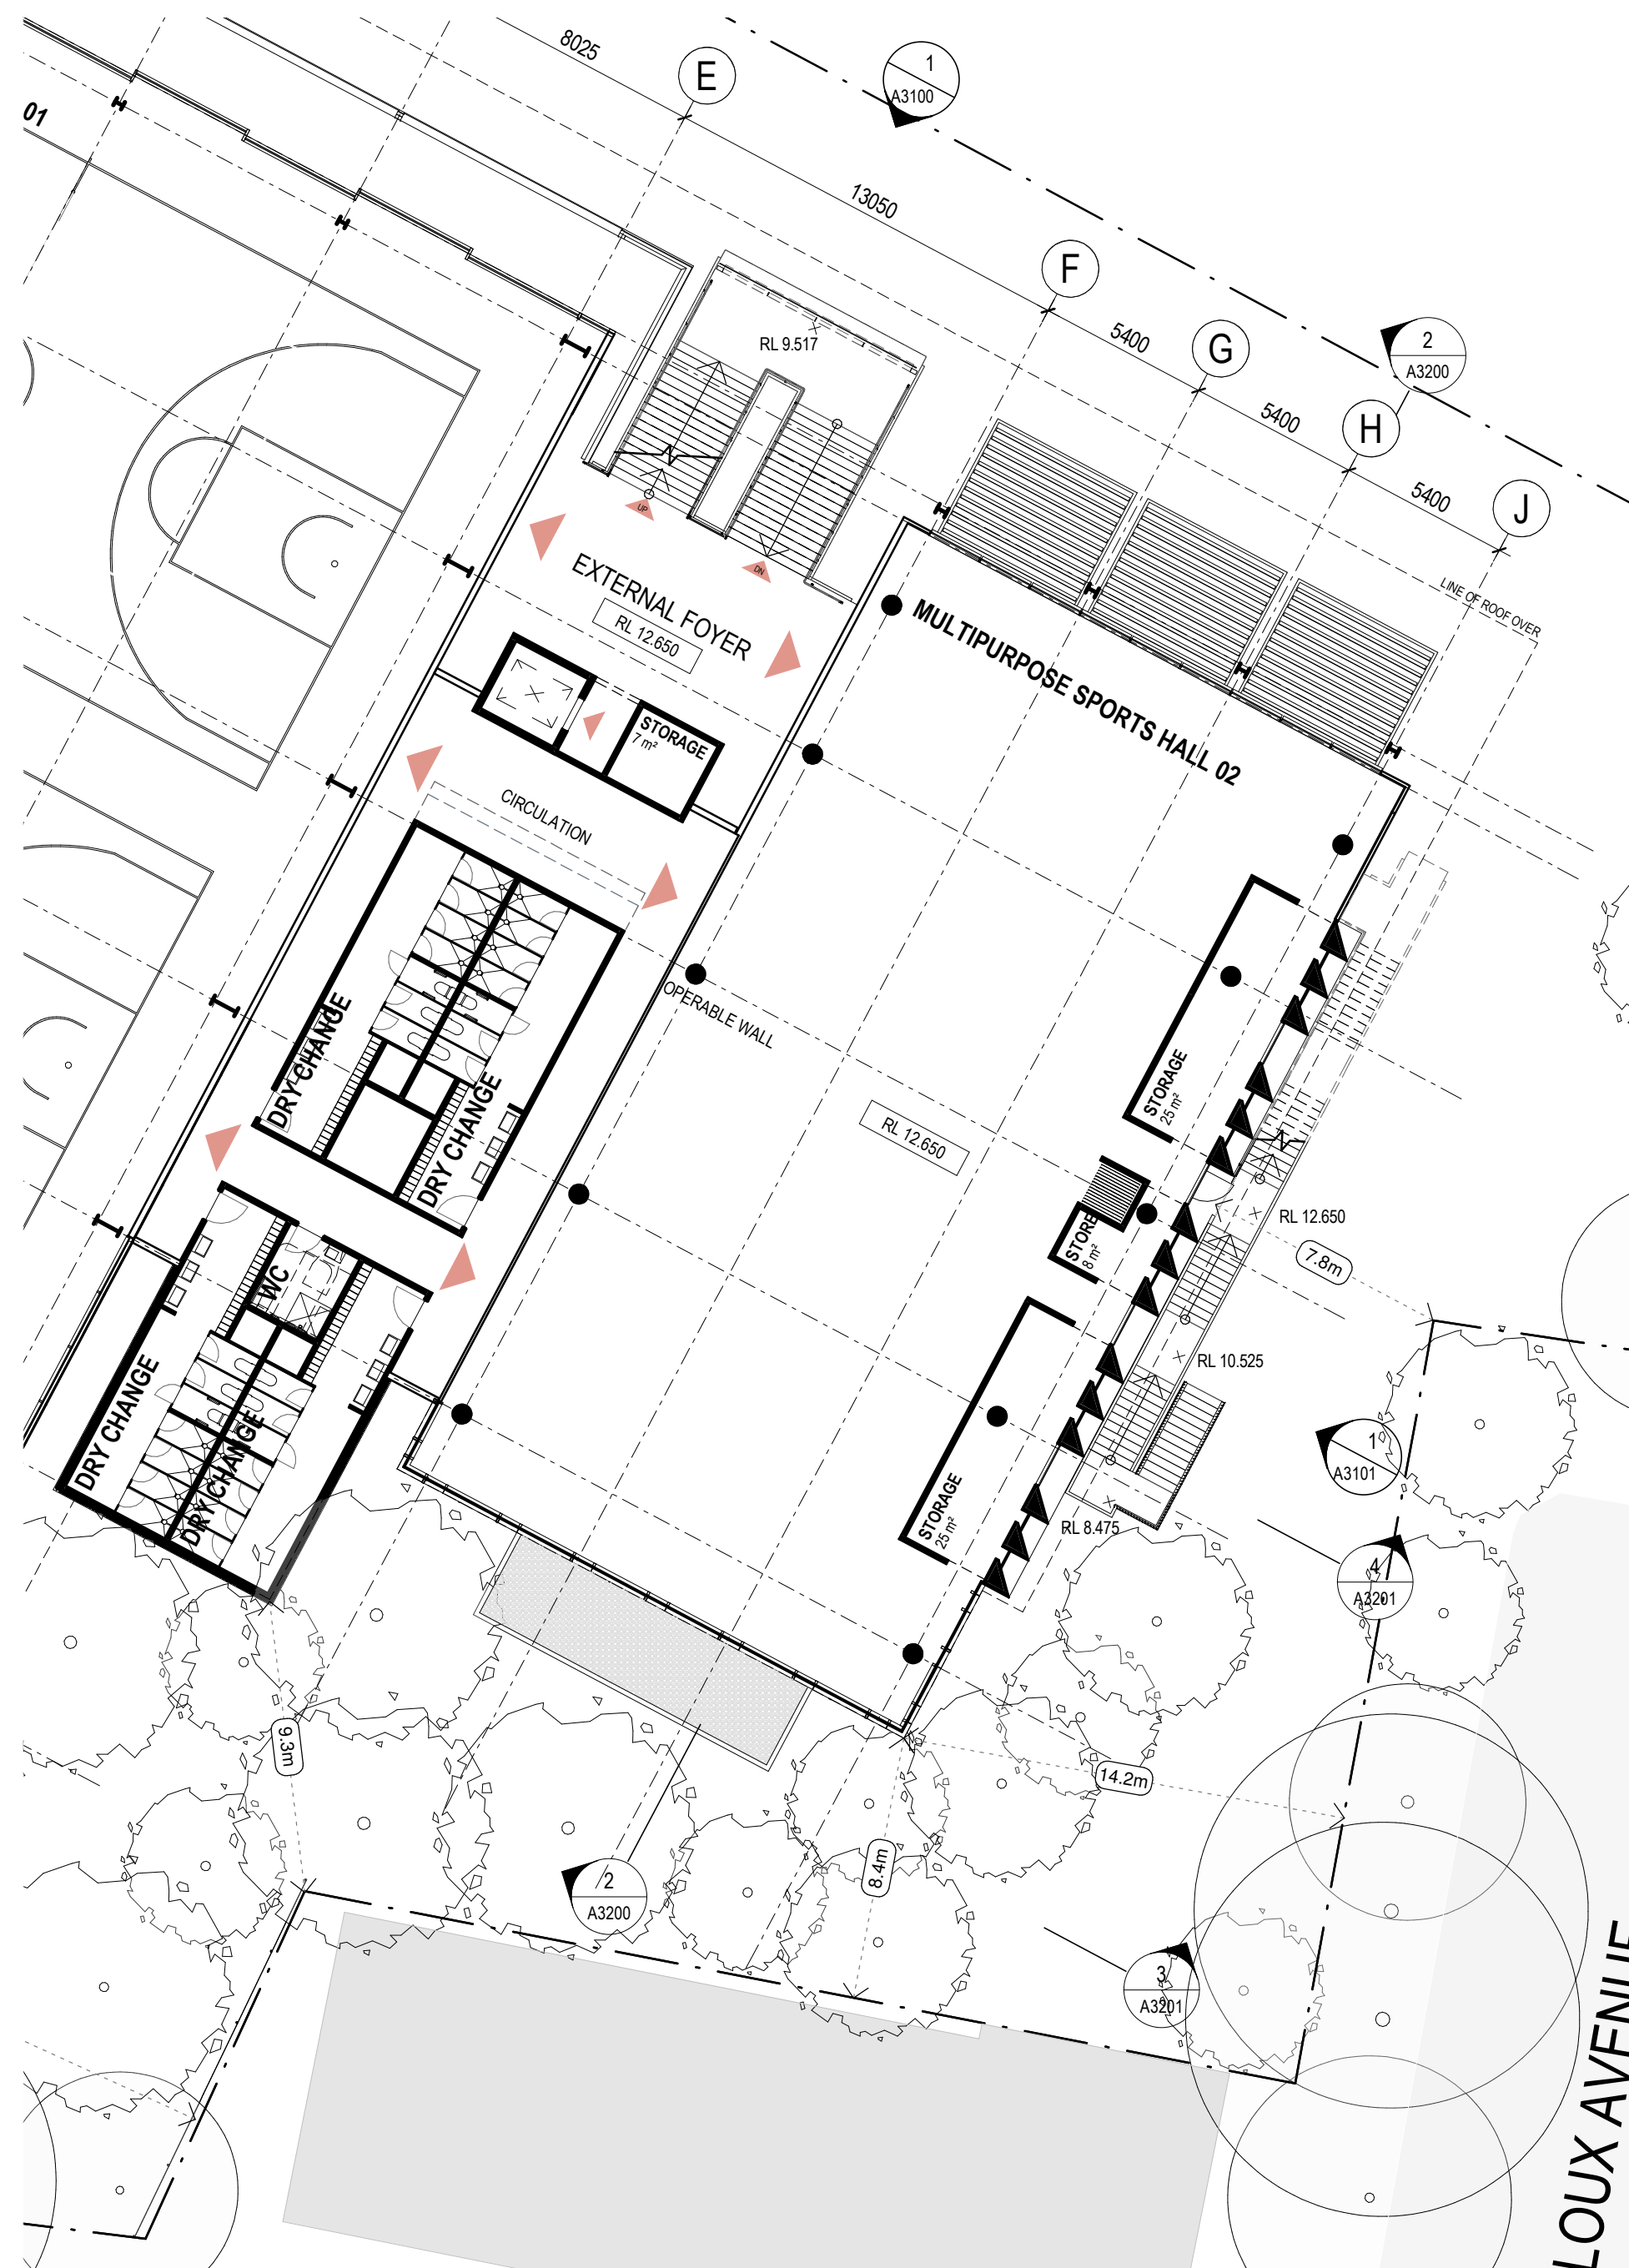 8025
E
1
A3100
01
13050
F
5400
G
2
A3200
5400
H
5400
J
RL 9.517
UP
DN
EXTERNAL FOYER
RL 12.650
LINE OF ROOF OVER
MULTIPURPOSE SPORTS HALL 02
STORAGE
7 m²
CIRCULATION
OPERABLE WALL
DRY CHANGE
DRY CHANGE
STORAGE
25 m²
RL 12.650
STORE
8 m²
RL 12.650
7.8m
WC
DRY CHANGE
DRY CHANGE
RL 10.525
1
A3101
STORAGE
25 m²
RL 8.475
4
A3201
9.3m
14.2m
8.4m
2
A3200
3
A3201
LOUX AVENUE